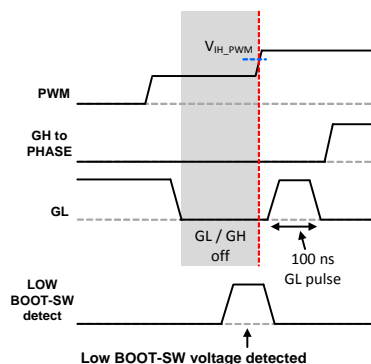 V_IH_PWM
PWM
GH to
PHASE
GL
GL / GH
off
100 ns
GL pulse
LOW
BOOT-SW
detect
Low BOOT-SW voltage detected